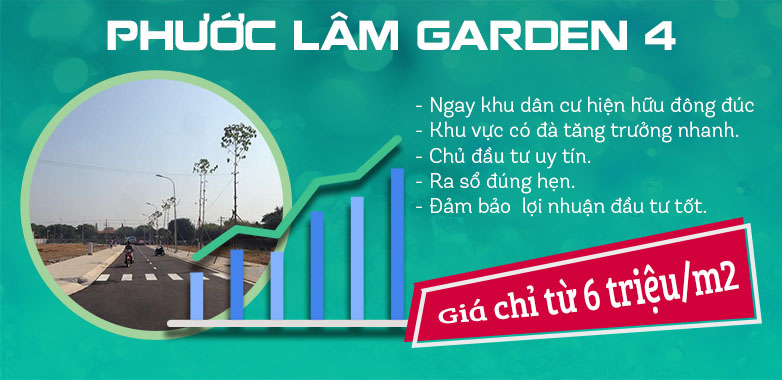 PHƯỚC LÂM GARDEN 4
- Ngay khu dân cư hiện hữu đông đúc
- Khu vực có đà tăng trưởng nhanh.
- Chủ đầu tư uy tín.
- Ra sổ đúng hẹn.
- Đảm bảo lợi nhuận đầu tư tốt.
Giá chỉ từ 6 triệu/m2